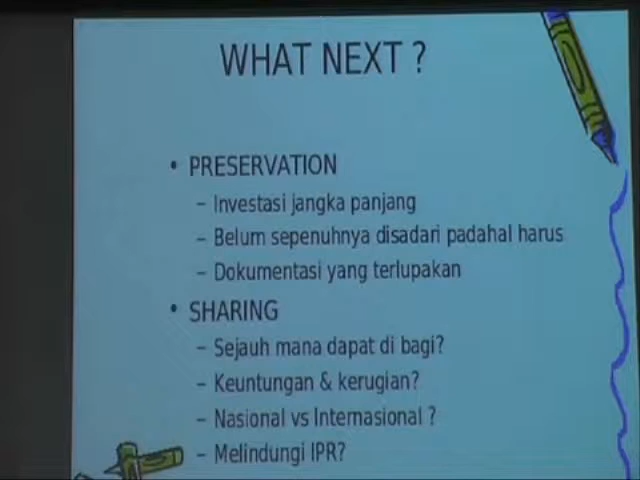 WHAT NEXT ?
• PRESERVATION
– Investasi jangka panjang
– Belum sepenuhnya disadari padahal harus
– Dokumentasi yang terlupakan
• SHARING
– Sejauh mana dapat di bagi?
– Keuntungan & kerugian?
– Nasional vs Internasional ?
– Melindungi IPR?